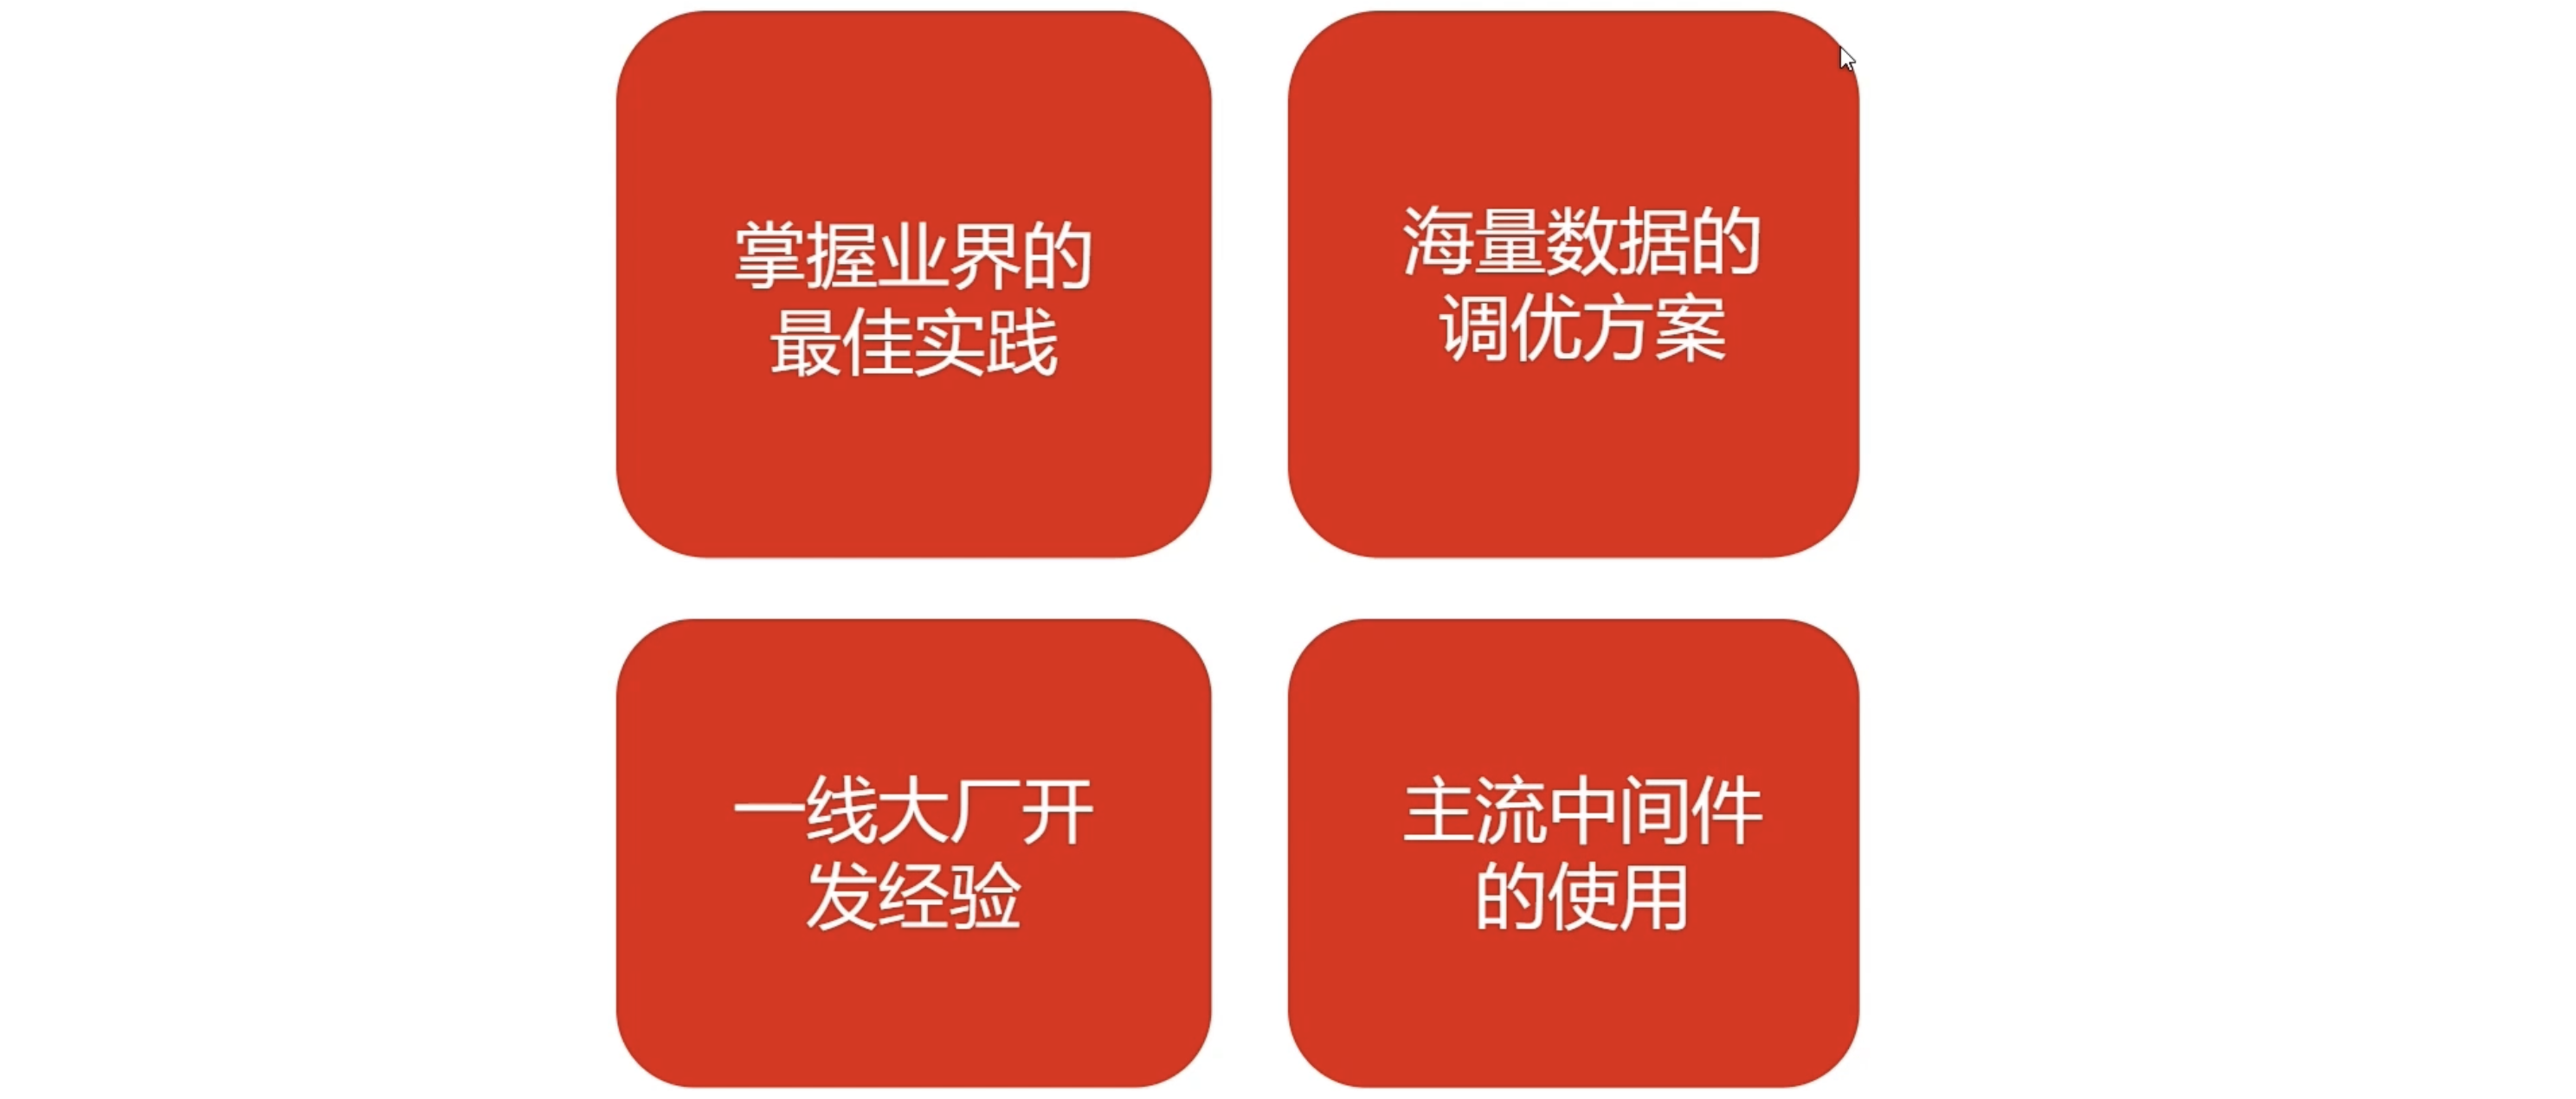 掌握业界的
最佳实践
海量数据的
调优方案
一线大厂开
发经验
主流中间件
的使用